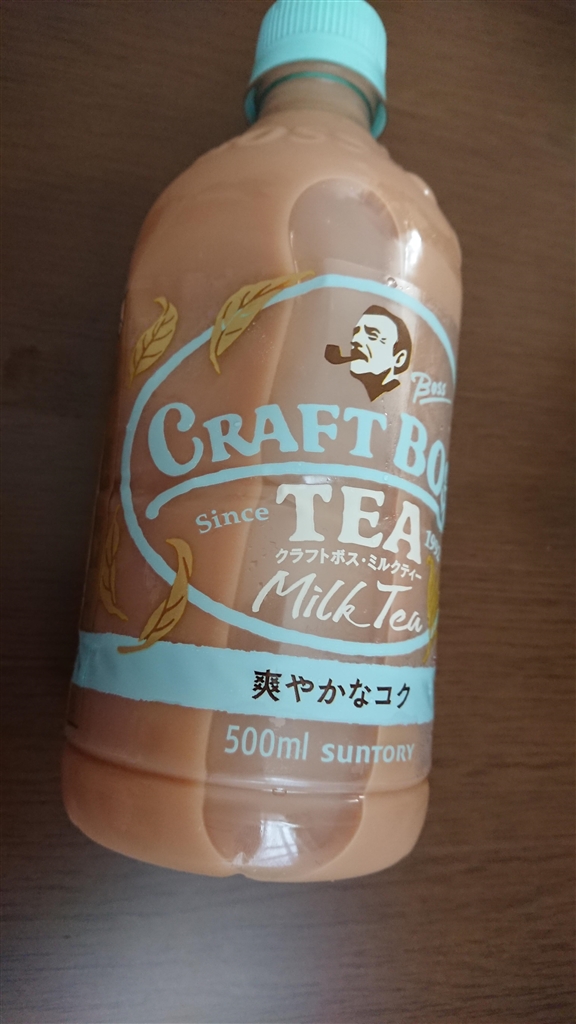 Boss
CRAFT BOS
Since TEA 199
クラフトボス・ミルクティー
Milk Tea
爽やかなコク
500ml SUNTORY